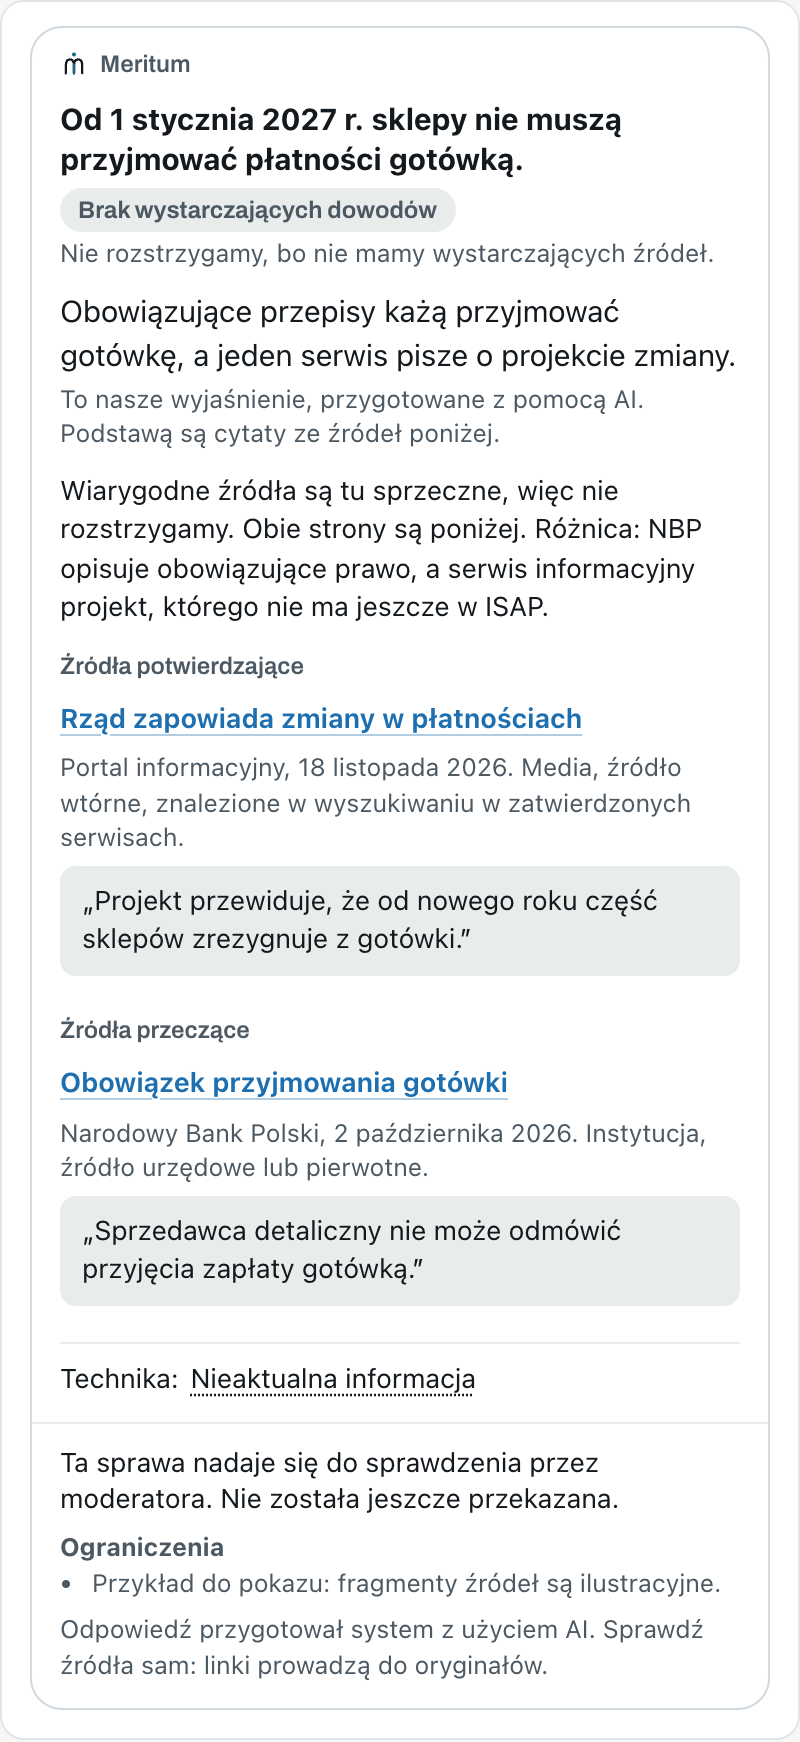 Meritum
Od 1 stycznia 2027 r. sklepy nie muszą
przyjmować płatności gotówką.
Brak wystarczających dowodów
Nie rozstrzygamy, bo nie mamy wystarczających źródeł.
Obowiązujące przepisy każą przyjmować
gotówkę, a jeden serwis pisze o projekcie zmiany.
To nasze wyjaśnienie, przygotowane z pomocą AI.
Podstawą są cytaty ze źródeł poniżej.
Wiarygodne źródła są tu sprzeczne, więc nie
rozstrzygamy. Obie strony są poniżej. Różnica: NBP
opisuje obowiązujące prawo, a serwis informacyjny
projekt, którego nie ma jeszcze w ISAP.
Źródła potwierdzające
Rząd zapowiada zmiany w płatnościach
Portal informacyjny, 18 listopada 2026. Media, źródło
wtórne, znalezione w wyszukiwaniu w zatwierdzonych
serwisach.
„Projekt przewiduje, że od nowego roku część
sklepów zrezygnuje z gotówki.”
Źródła przeczące
Obowiązek przyjmowania gotówki
Narodowy Bank Polski, 2 października 2026. Instytucja,
źródło urzędowe lub pierwotne.
„Sprzedawca detaliczny nie może odmówić
przyjęcia zapłaty gotówką.”
Technika: Nieaktualna informacja
Ta sprawa nadaje się do sprawdzenia przez
moderatora. Nie została jeszcze przekazana.
Ograniczenia
• Przykład do pokazu: fragmenty źródeł są ilustracyjne.
Odpowiedź przygotował system z użyciem AI. Sprawdź
źródła sam: linki prowadzą do oryginałów.